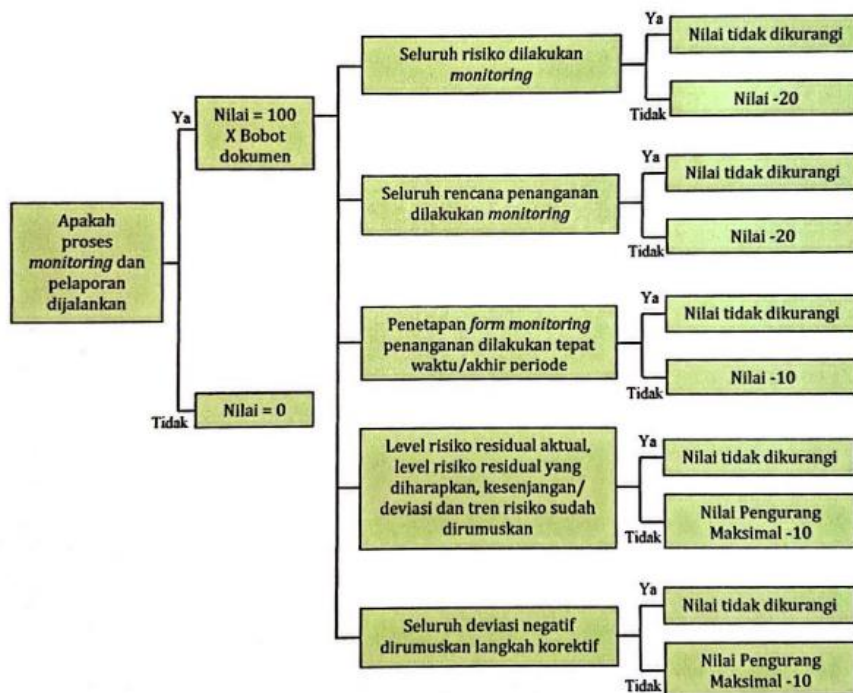 Apakah
proses
monitoring dan
pelaporan
dijalankan
Ya
Nilai = 100
X Bobot
dokumen
Tidak
Nilai = 0
Seluruh risiko dilakukan
monitoring
Ya
Nilai tidak dikurangi
Tidak
Nilai -20
Seluruh rencana penanganan
dilakukan monitoring
Ya
Nilai tidak dikurangi
Tidak
Nilai -20
Penetapan form monitoring
penanganan dilakukan tepat
waktu/akhir periode
Ya
Nilai tidak dikurangi
Tidak
Nilai -10
Level risiko residual aktual,
level risiko residual yang
diharapkan, kesenjangan/
deviasi dan tren risiko sudah
dirumuskan
Ya
Nilai tidak dikurangi
Tidak
Nilai Pengurang
Maksimal -10
Seluruh deviasi negatif
dirumuskan langkah korektif
Ya
Nilai tidak dikurangi
Tidak
Nilai Pengurang
Maksimal -10